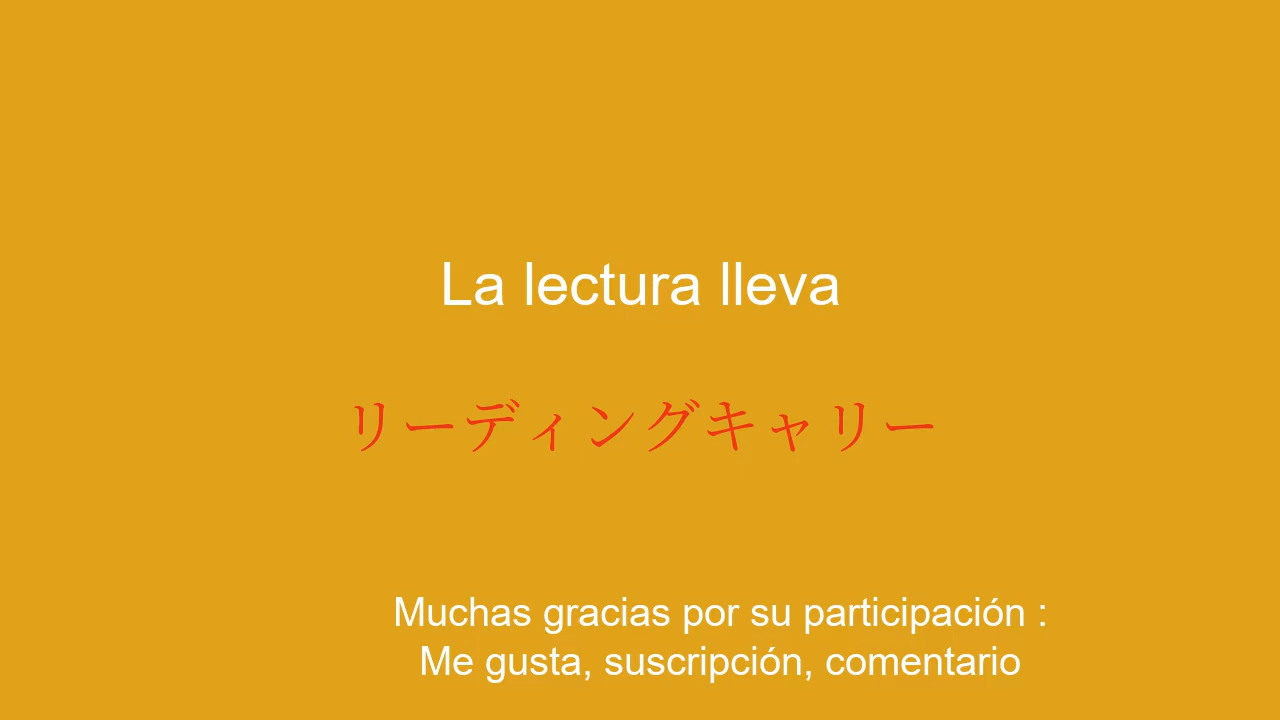 La lectura lleva
リーディングキャリー
Muchas gracias por su participación :
Me gusta, suscripción, comentario